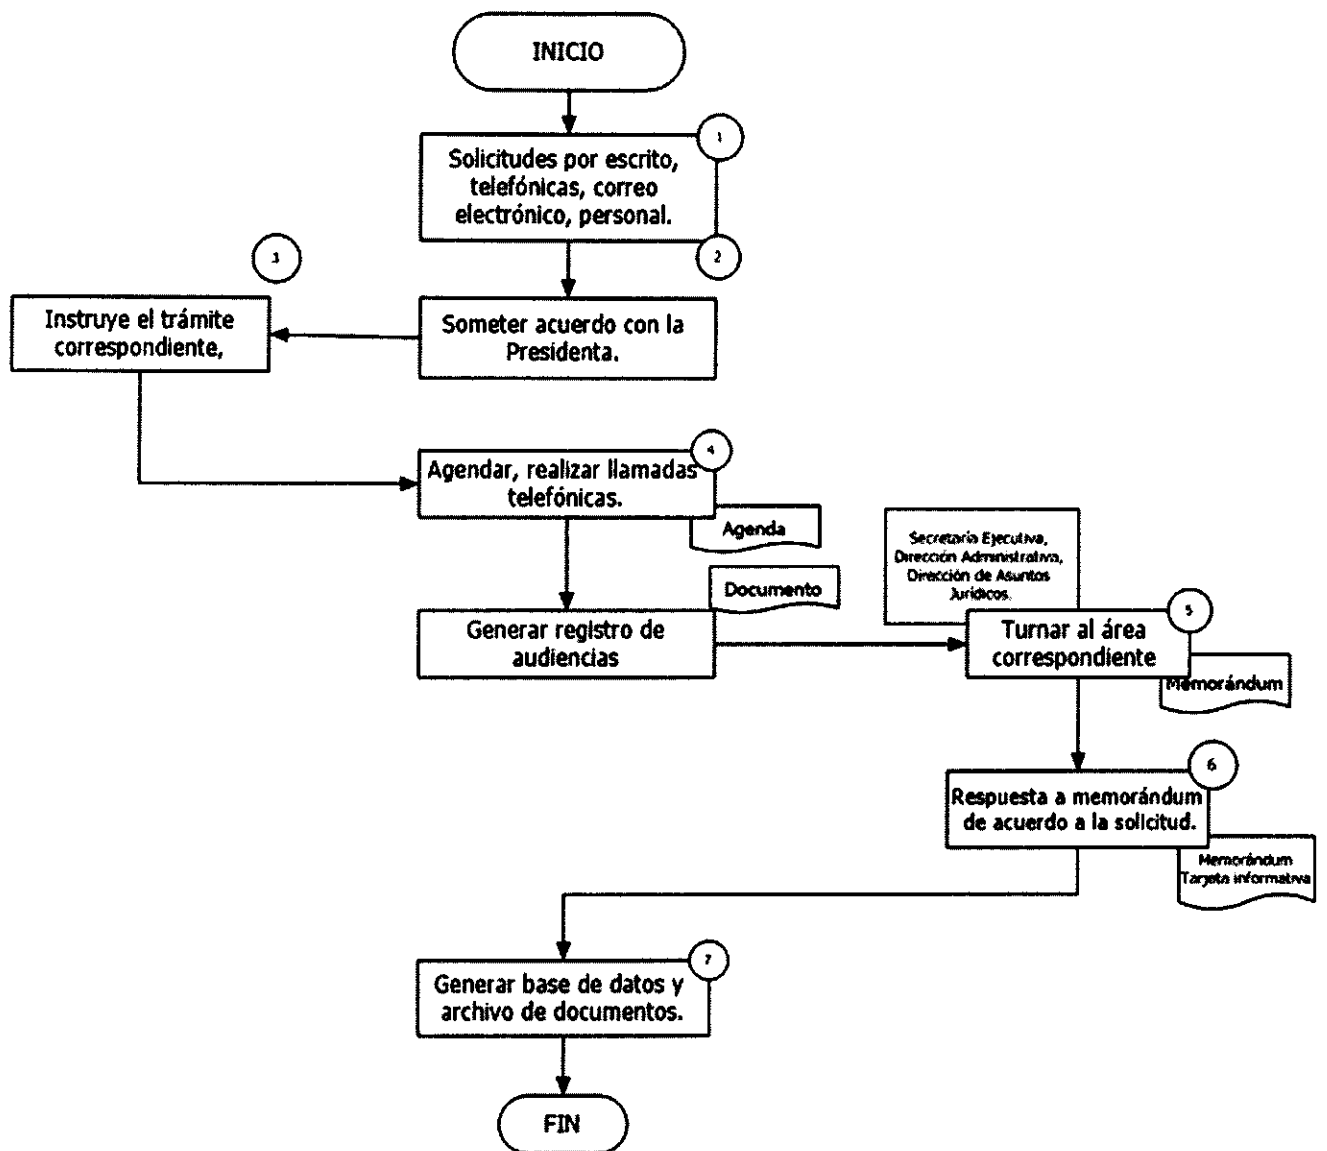 INICIO
1
Solicitudes por escrito,
telefónicas, correo
electrónico, personal.
2
3
Instruye el trámite
correspondiente,
Someter acuerdo con la
Presidenta.
4
Agendar, realizar llamadas
telefónicas.
Agenda
Documento
Generar registro de
audiencias
Secretaría Ejecutiva,
Dirección Administrativa,
Dirección de Asuntos
Jurídicos.
5
Turnar al área
correspondiente
Memorándum
6
Respuesta a memorándum
de acuerdo a la solicitud.
Memorándum
Tarjeta informativa
7
Generar base de datos y
archivo de documentos.
FIN